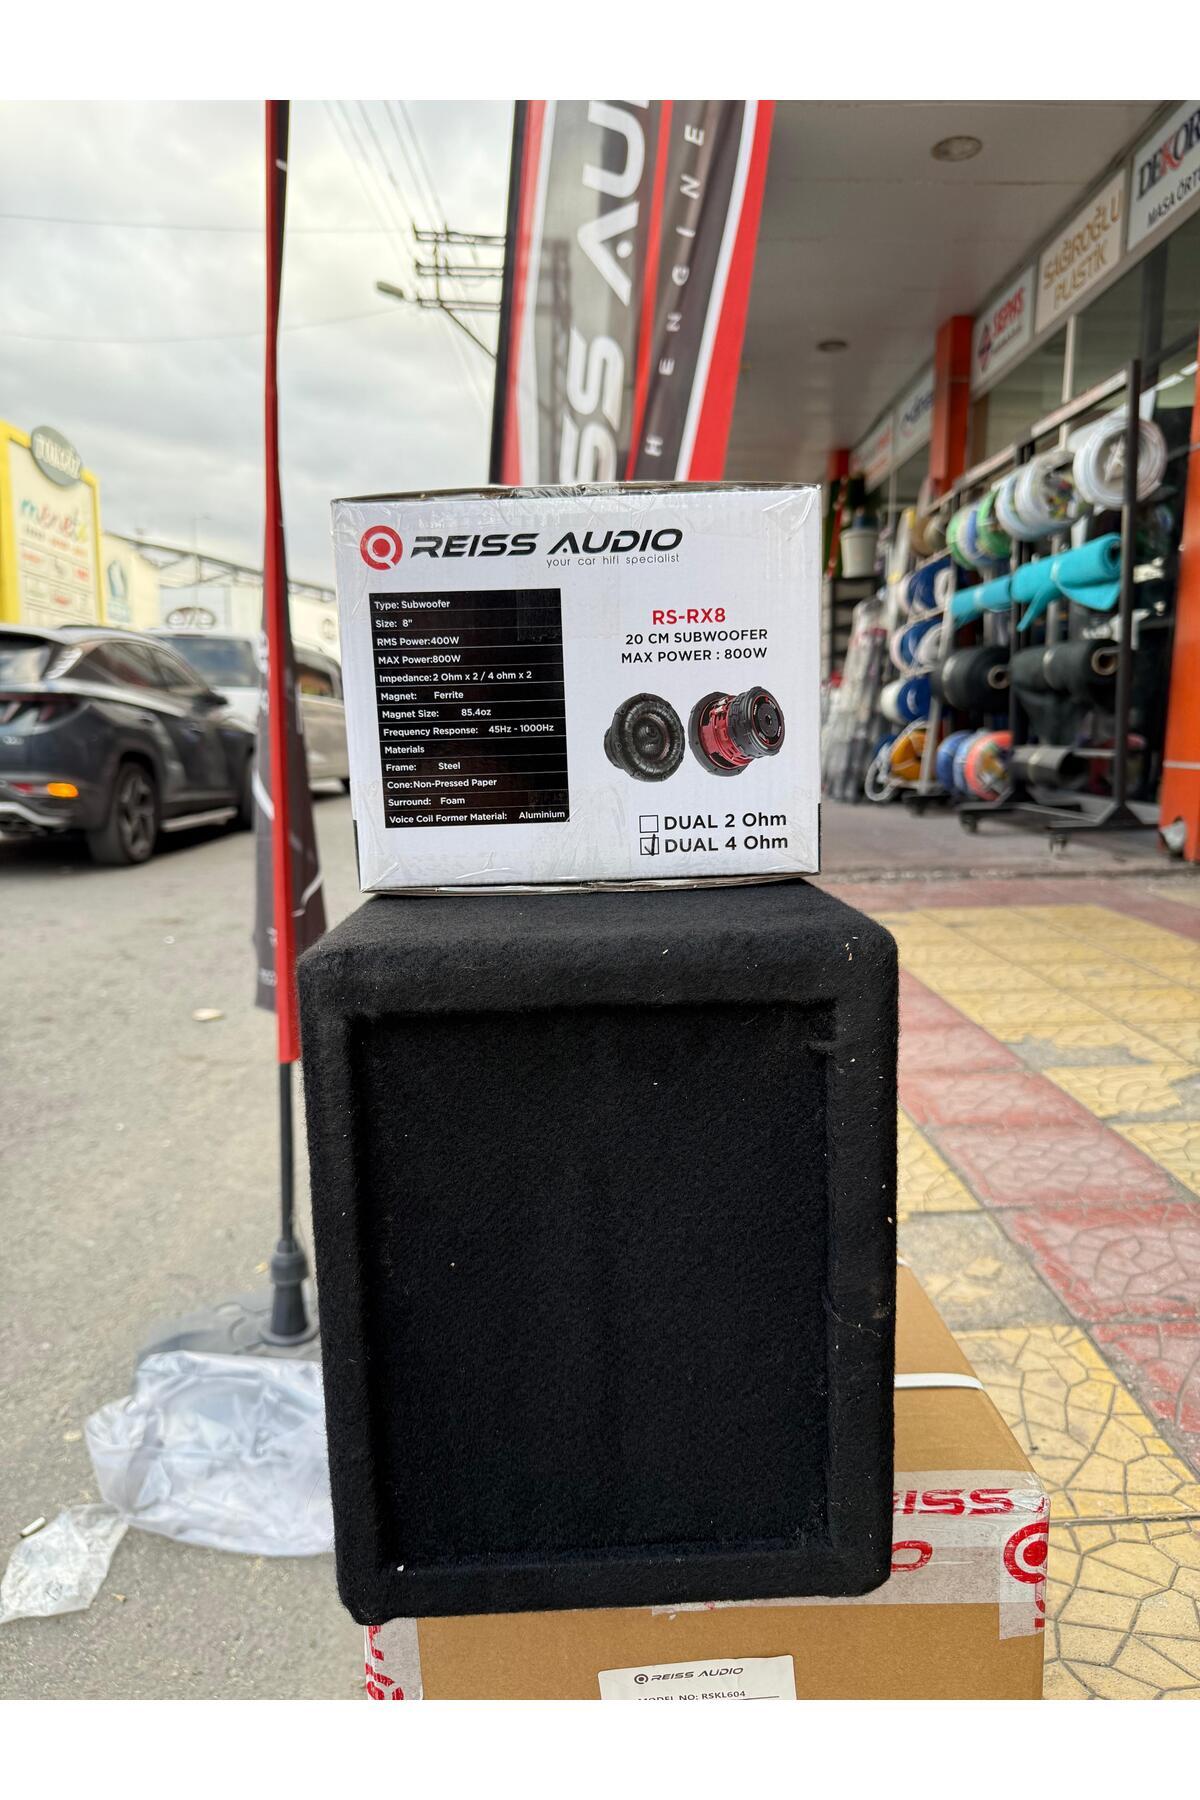 REISS AUDIO
your car hifi specialist
Type: Subwoofer
Size: 8"
RMS Power:400W
MAX Power:800W
Impedance:2 Ohm x 2 / 4 ohm x 2
Magnet: Ferrite
Magnet Size: 85.4oz
Frequency Response: 45Hz - 1000Hz
Materials
Frame: Steel
Cone:Non-Pressed Paper
Surround: Foam
Voice Coil Former Material: Aluminium
RS-RX8
20 CM SUBWOOFER
MAX POWER : 800W
DUAL 2 Ohm
DUAL 4 Ohm
SAĞIROĞLU
PLASTİK
DEKOR
MASA ÖRTÜ
REISS AUDIO
MODEL NO: RSKL604